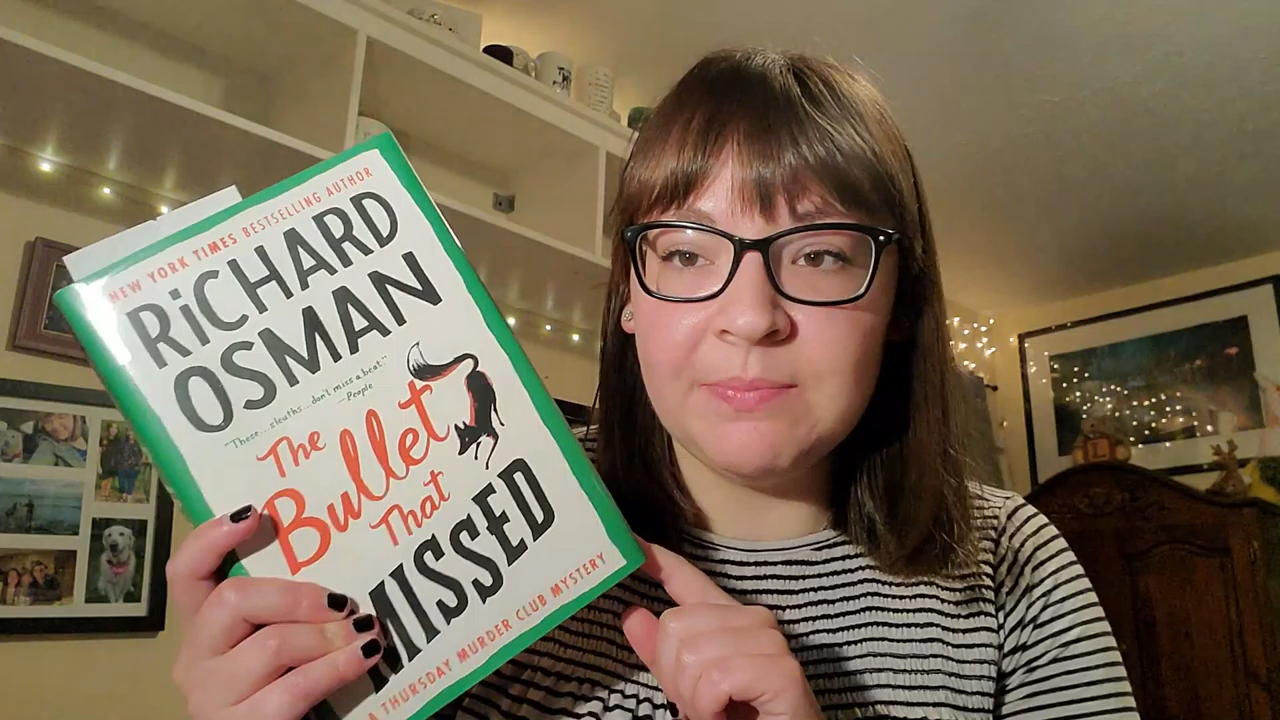 NEW YORK TIMES BESTSELLING AUTHOR
RiCHARD
OSMAN
"These...sleuths...don't miss a beat."
—People
The
Bullet
That
MISSED
A THURSDAY MURDER CLUB MYSTERY
L